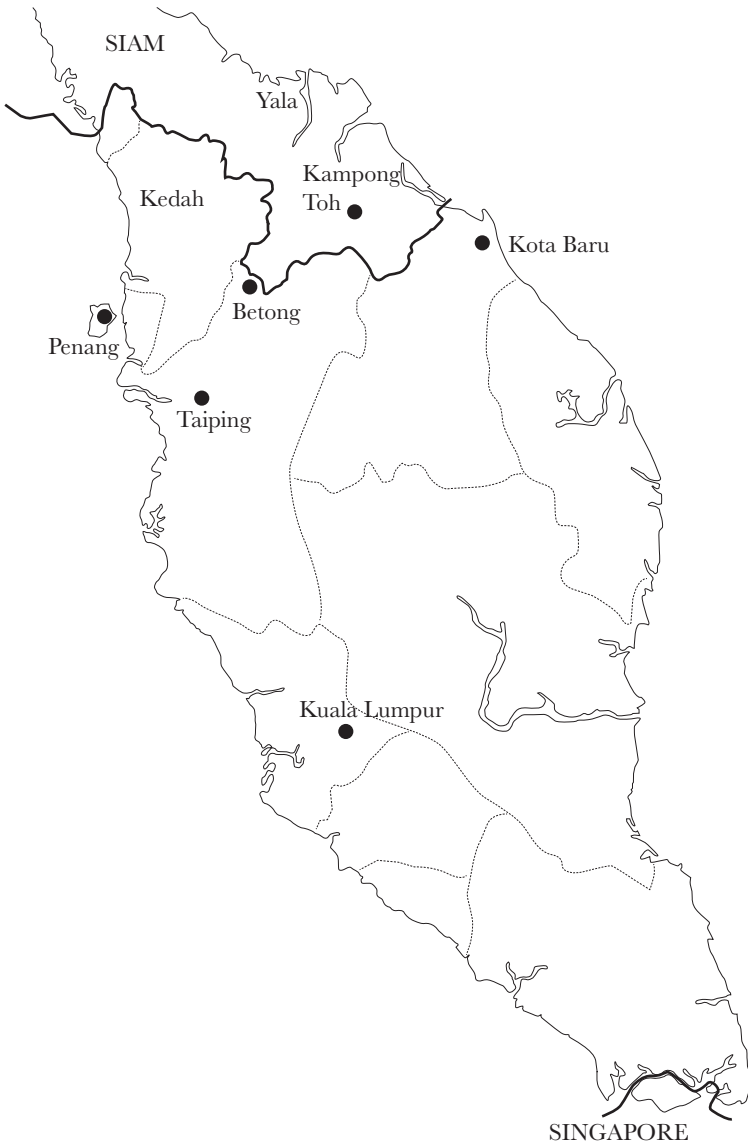 SIAM
Yala
Kampong
Toh
Kedah
Kota Baru
Betong
Penang
Taiping
Kuala Lumpur
SINGAPORE